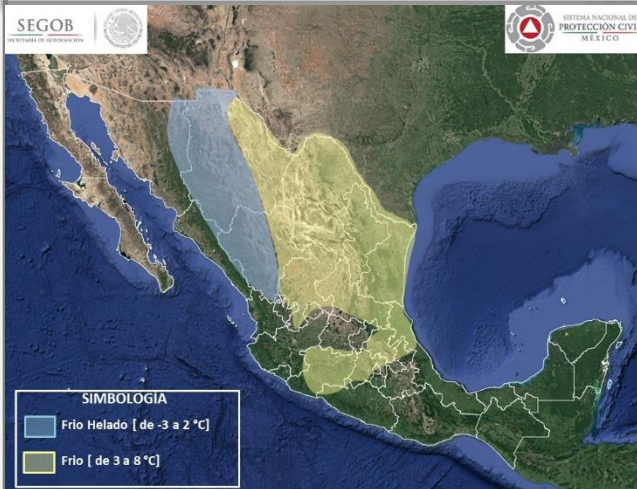 SEGOB
SECRETARÍA DE GOBERNACIÓN
SISTEMA NACIONAL DE
PROTECCIÓN CIVI
MÉXICO
SIMBOLOGIA
Frio Helado [ de -3 a 2 °C]
Frio [ de 3 a 8 °C]